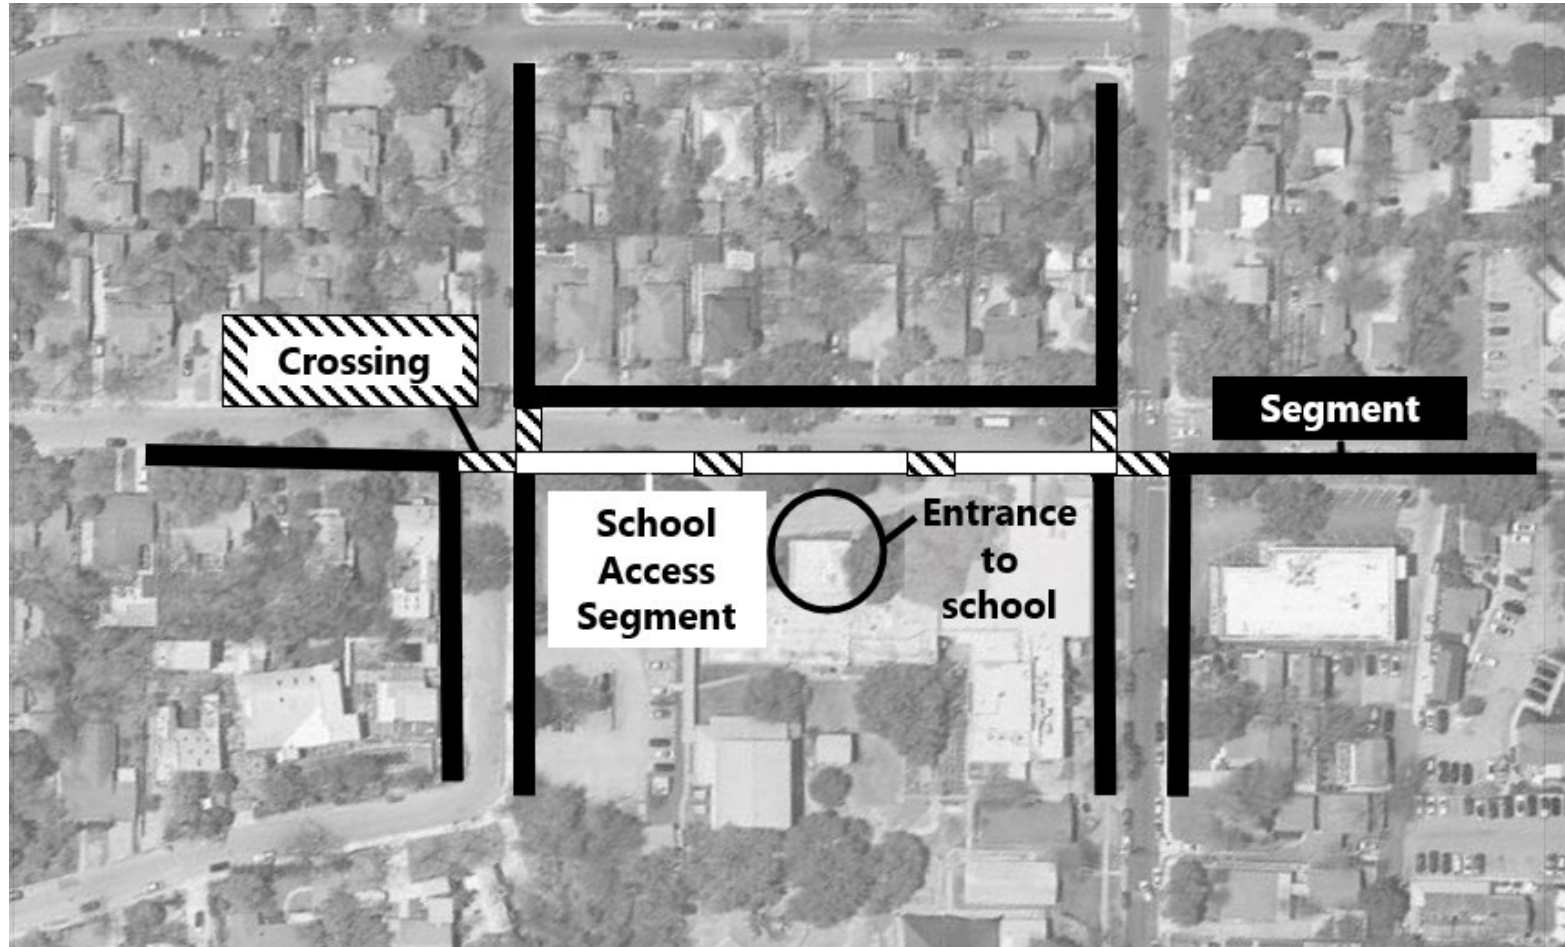 Crossing
Segment
School
Access
Segment
Entrance
to
school